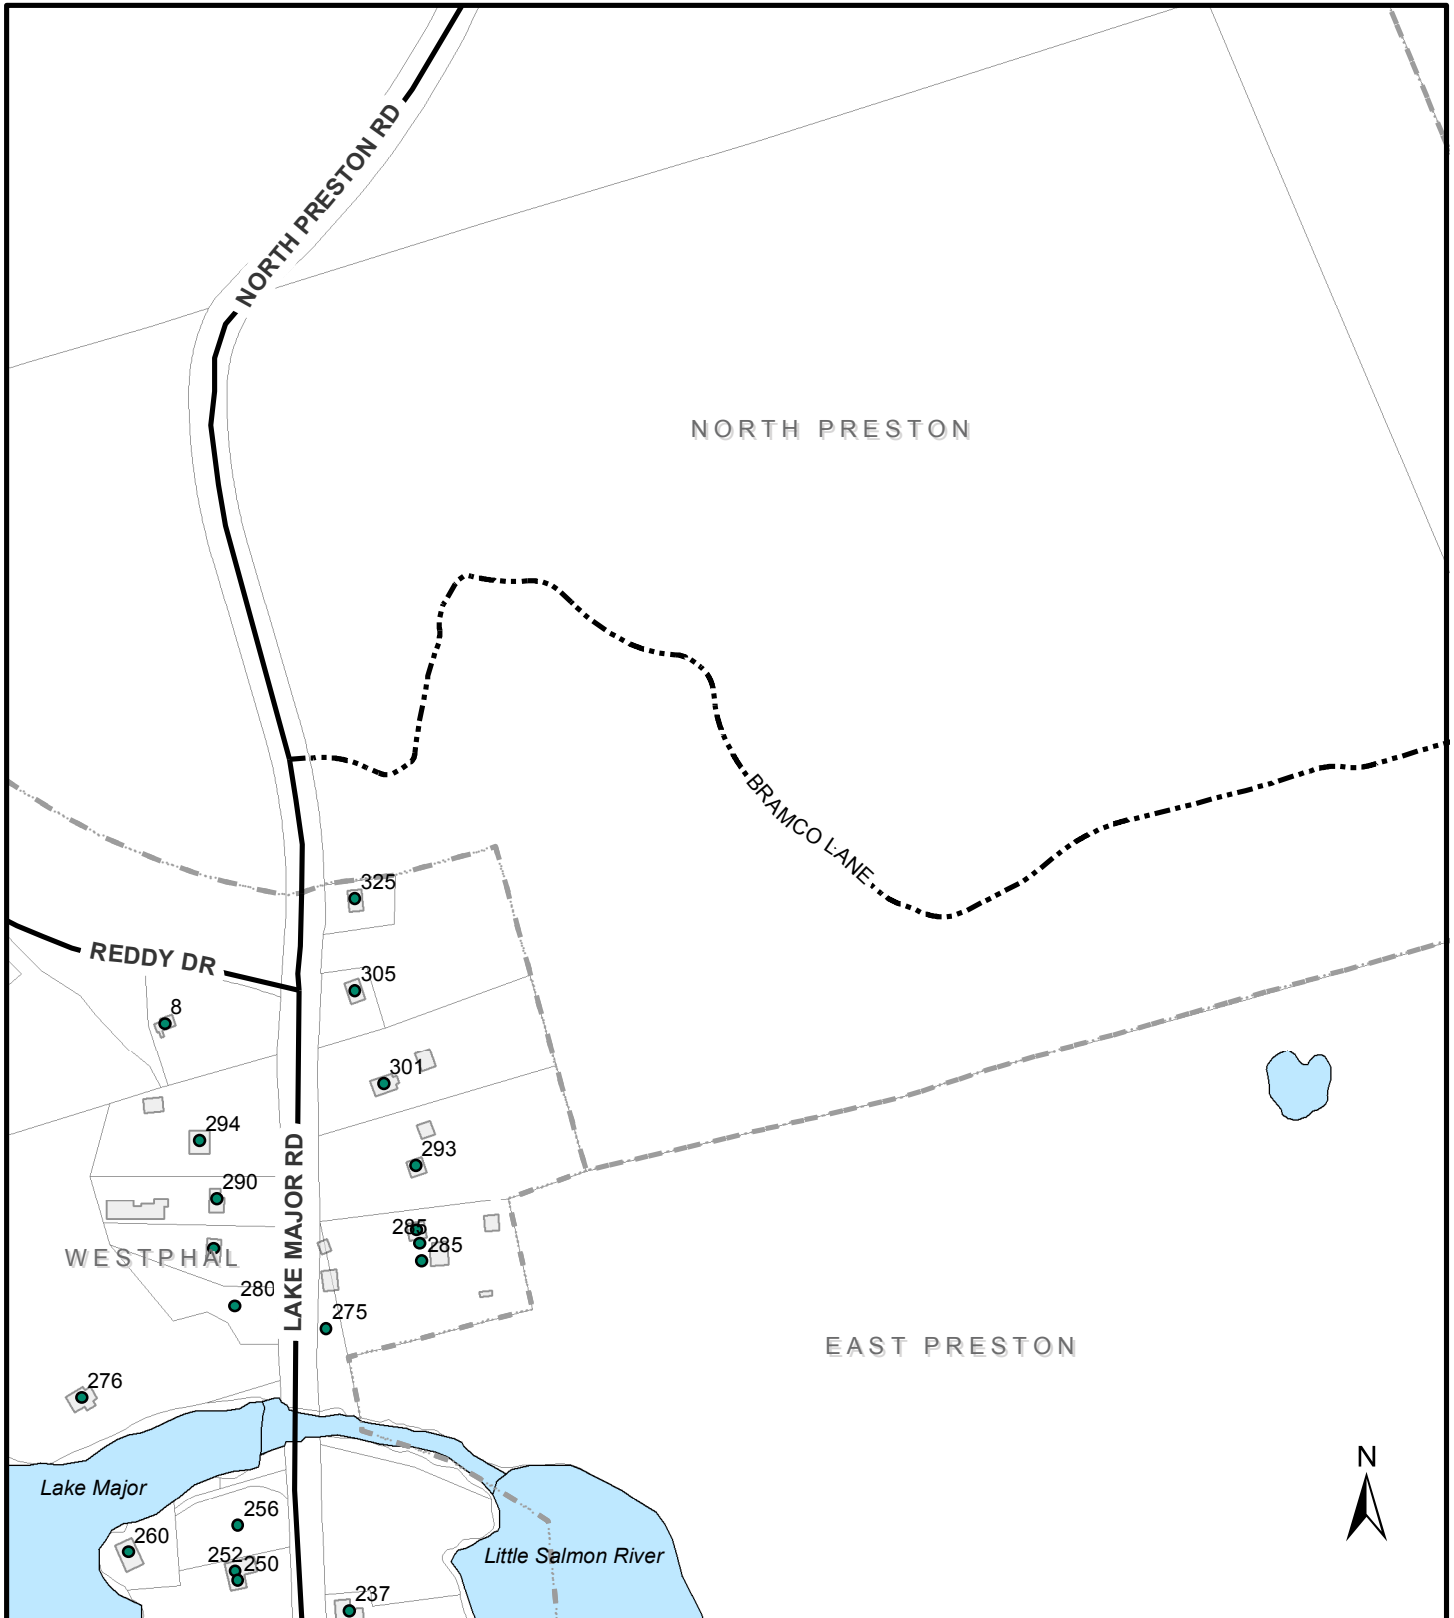 NORTH PRESTON RD
NORTH PRESTON
BRAMCO LANE
325
REDDY DR
305
8
301
294
293
290
285
285
WESTPHAL
LAKE MAJOR RD
280
275
EAST PRESTON
276
N
Lake Major
256
260
252
250
Little Salmon River
237